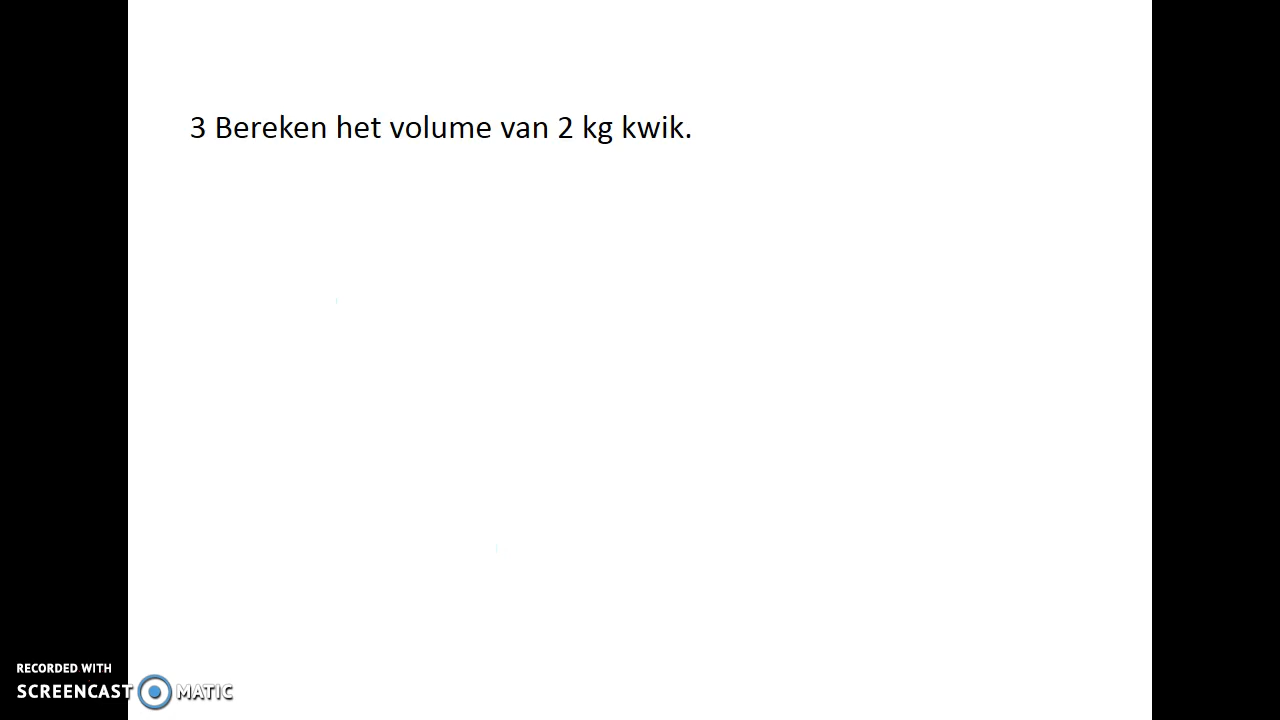 3 Bereken het volume van 2 kg kwik.
RECORDED WITH
SCREENCAST MATIC